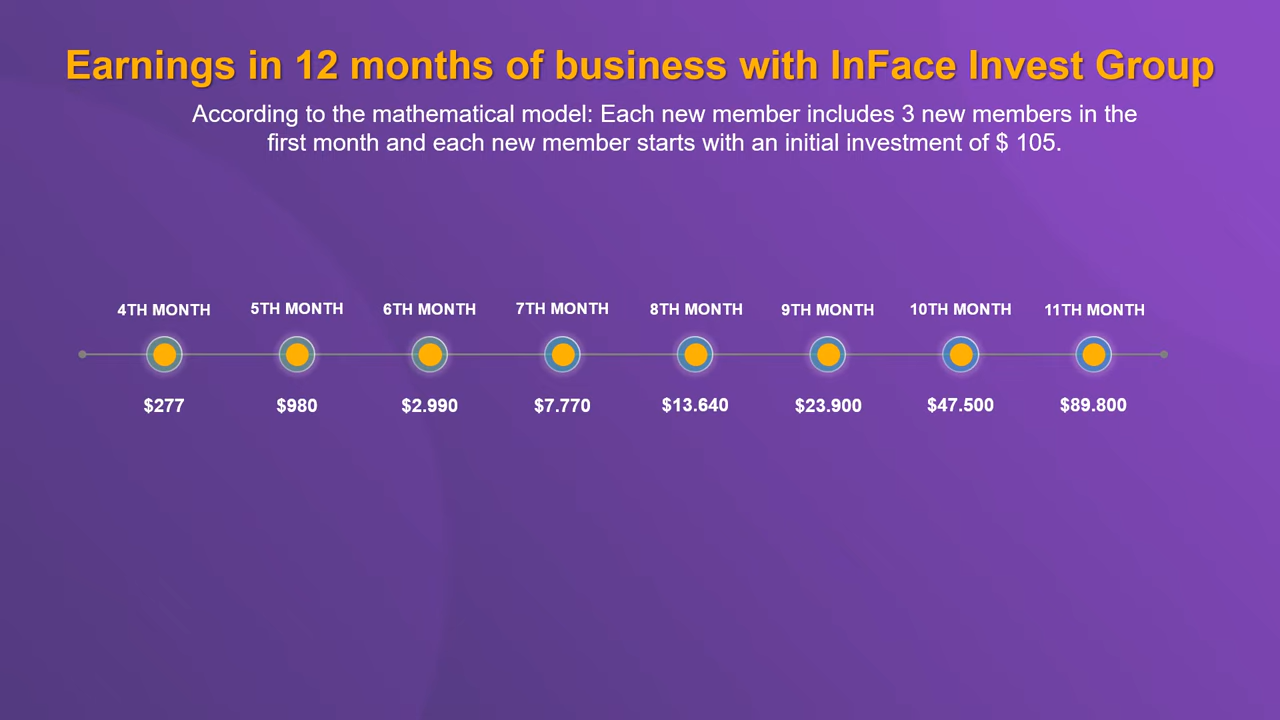 Earnings in 12 months of business with InFace Invest Group
According to the mathematical model: Each new member includes 3 new members in the
first month and each new member starts with an initial investment of $ 105.
4TH MONTH 5TH MONTH 6TH MONTH 7TH MONTH 8TH MONTH 9TH MONTH 10TH MONTH 11TH MONTH
$277 $980 $2.990 $7.770 $13.640 $23.900 $47.500 $89.800